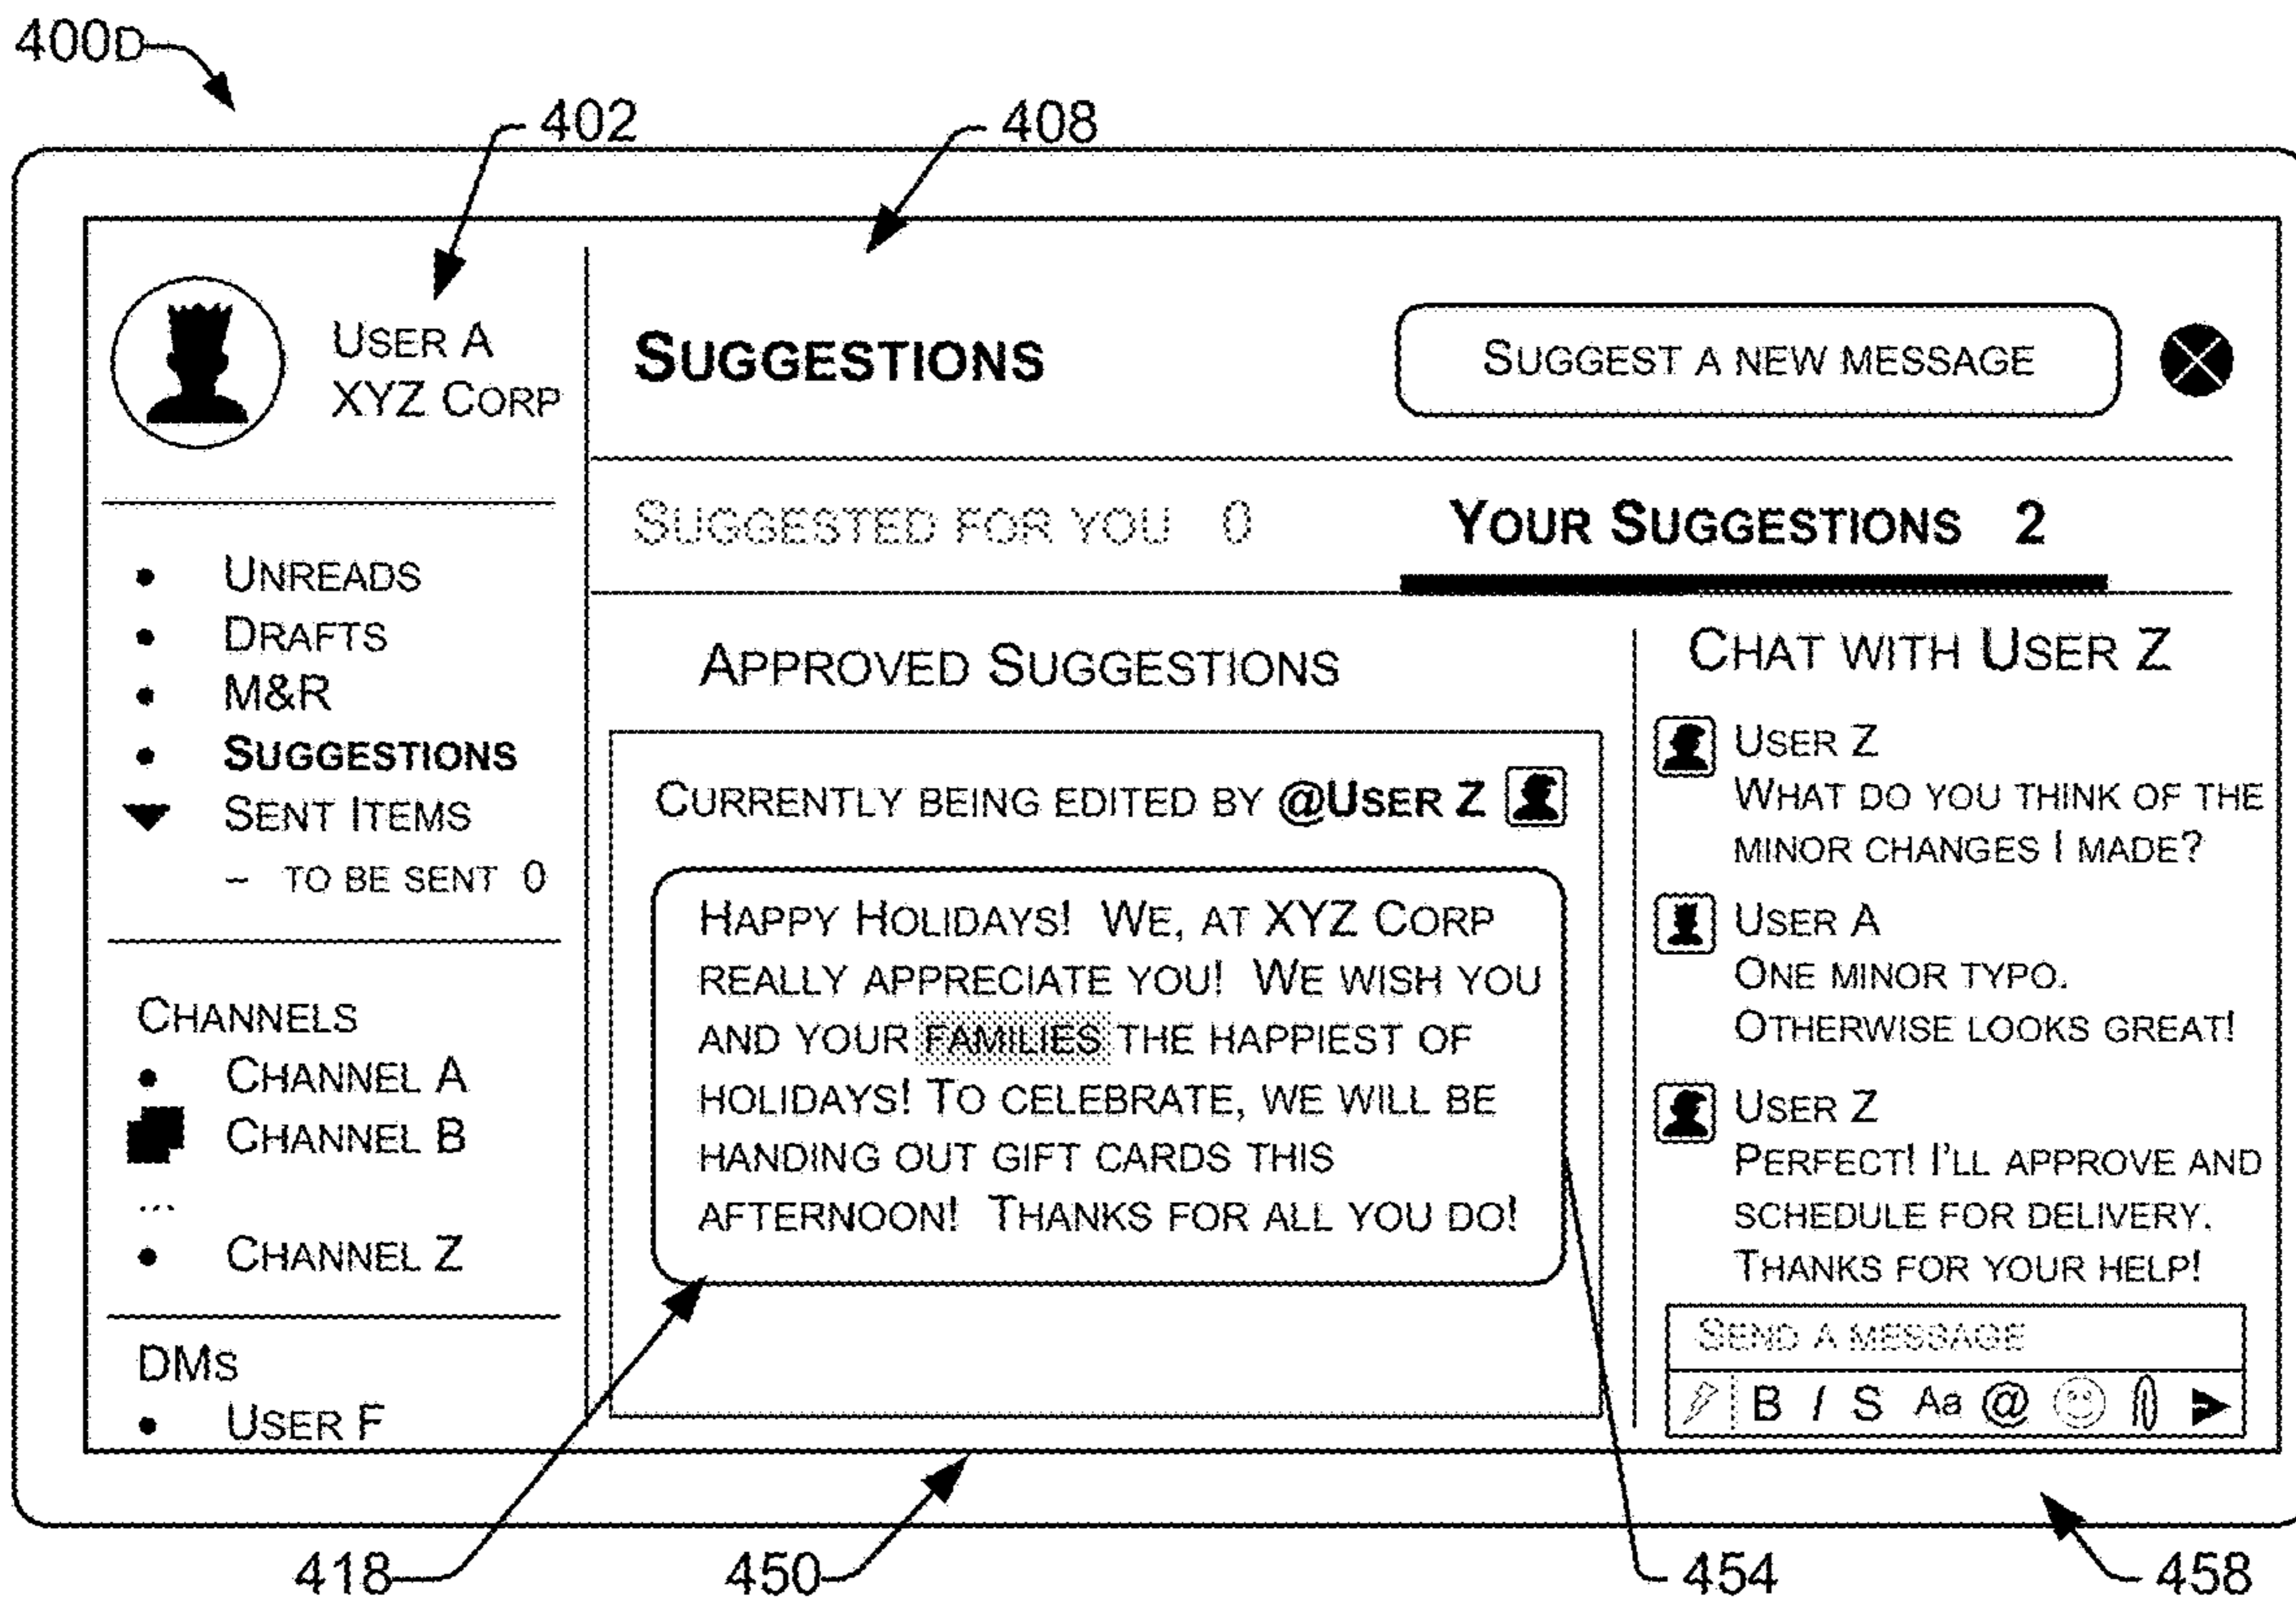 400D
402
408
User A
XYZ Corp
Suggestions
Suggest a new message
Suggested for you 0
Your Suggestions 2
• Unreads
• Drafts
• M&R
• Suggestions
Sent Items
– to be sent 0
Channels
• Channel A
Channel B
...
• Channel Z
DMs
• User F
Approved Suggestions
Currently being edited by @User Z
Happy Holidays! We, at XYZ Corp
really appreciate you! We wish you
and your families the happiest of
holidays! To celebrate, we will be
handing out gift cards this
afternoon! Thanks for all you do!
Chat with User Z
User Z
What do you think of the
minor changes I made?
User A
One minor typo.
Otherwise looks great!
User Z
Perfect! I'll approve and
schedule for delivery.
Thanks for your help!
Send a message
B I S Aa @
418
450
454
458